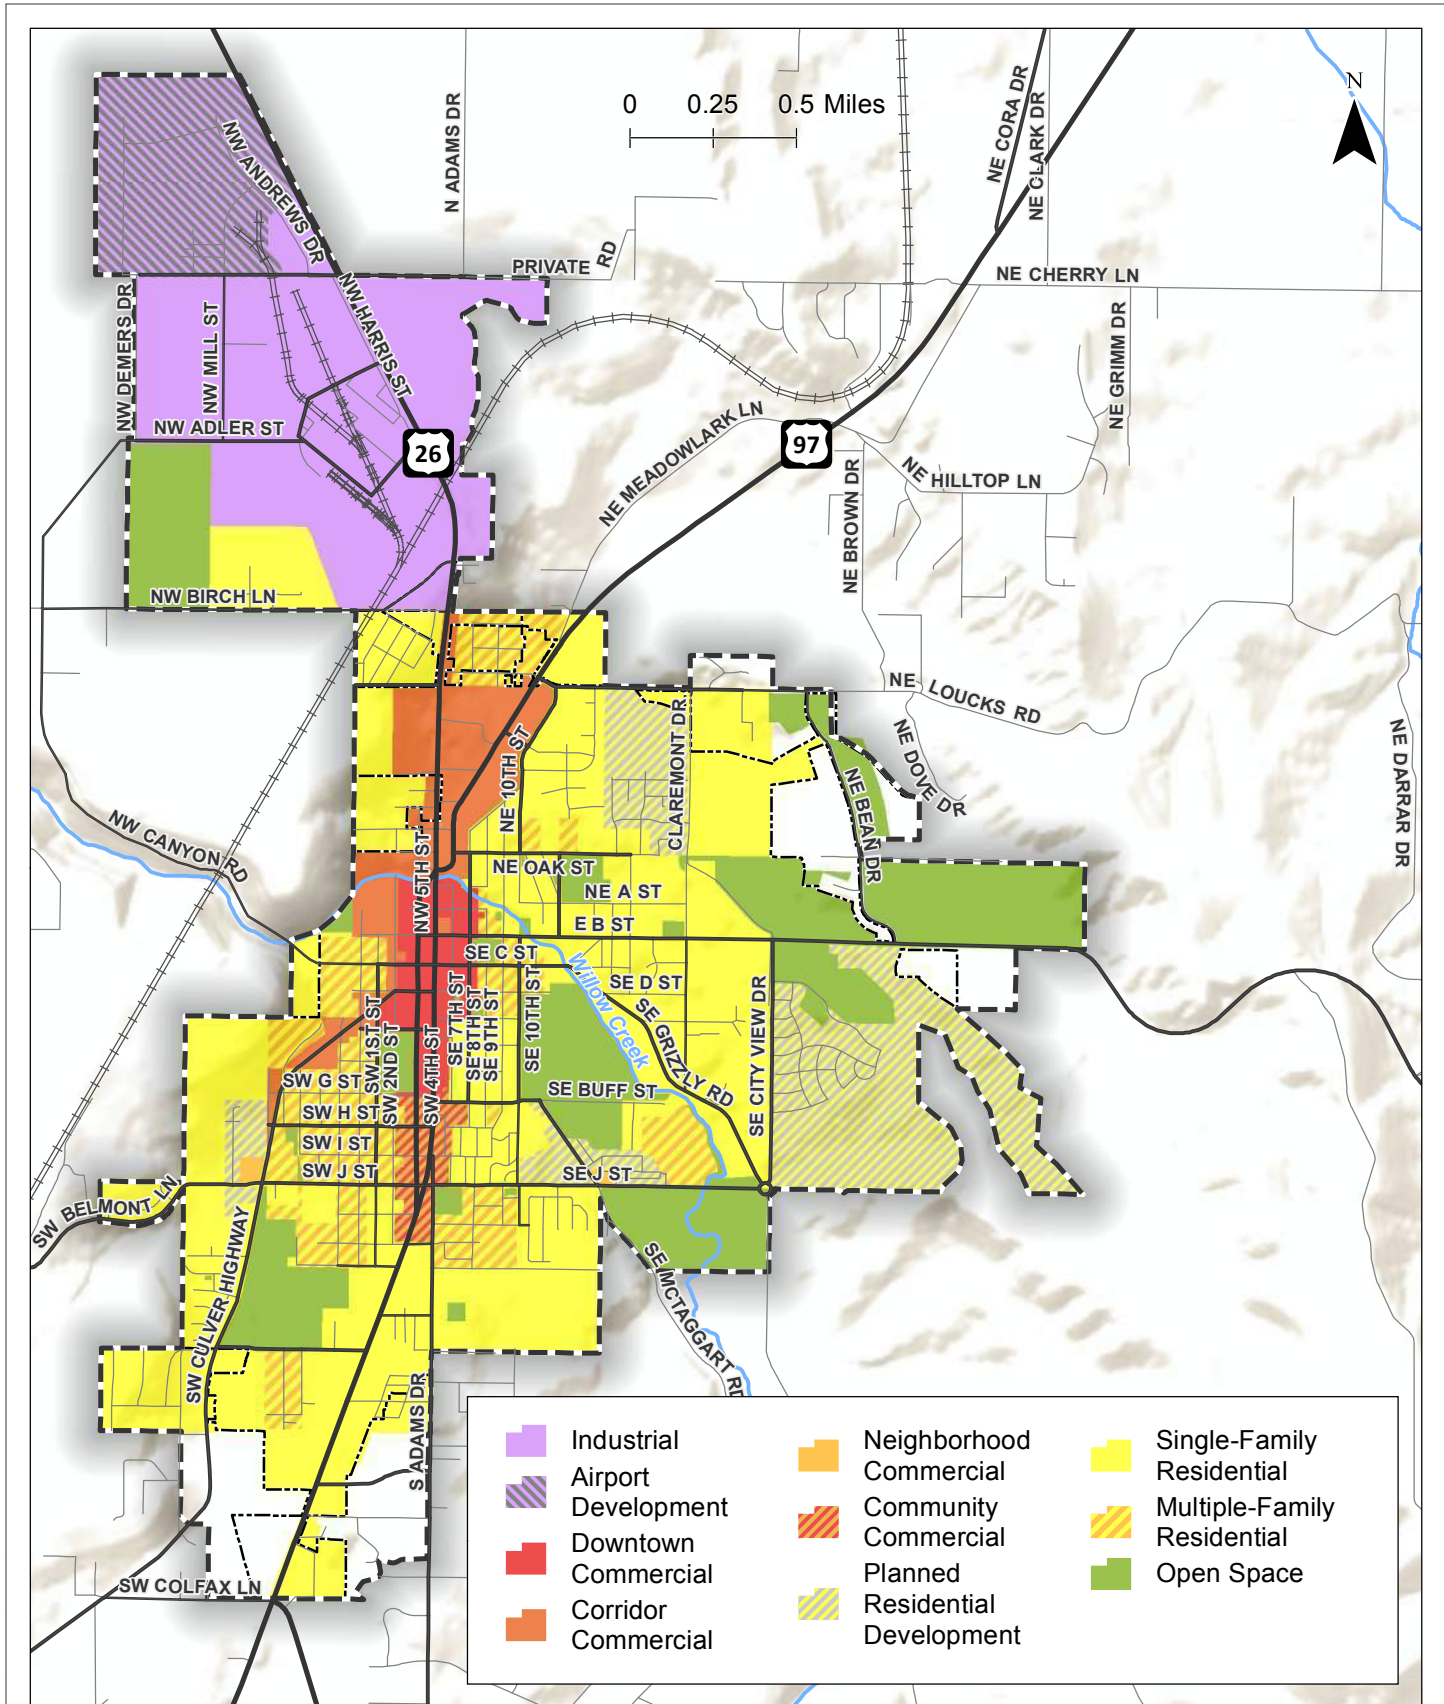 N
0 0.25 0.5 Miles
N ADAMS DR
NE CORA DR
NE CLARK DR
NW ANDREWS DR
PRIVATE RD
NE CHERRY LN
NW DEMERS DR
NW MILL ST
NW HARRIS ST
NE GRIMM DR
NW ADLER ST
26
97
NE MEADOWLARK LN
NE BROWN DR
NE HILLTOP LN
NW BIRCH LN
NE LOUCKS RD
NE DOVE DR
NE DARRAR DR
CLAREMONT DR
NE 10TH ST
NE BEAN DR
NW CANYON RD
NW 5TH ST
NE OAK ST
NE A ST
E B ST
SE C ST
SE D ST
Willow Creek
SE 7TH ST
SE 8TH ST
SE 9TH ST
SE 10TH ST
SE GRIZZLY RD
SE CITY VIEW DR
SW 1ST ST
SW 2ND ST
SW 4TH ST
SW G ST
SE BUFF ST
SW H ST
SW I ST
SW J ST
SE J ST
SW BELMONT LN
SW CULVER HIGHWAY
SE MCTAGGART RD
S ADAMS DR
SW COLFAX LN
Industrial
Airport
Development
Downtown
Commercial
Corridor
Commercial
Neighborhood
Commercial
Community
Commercial
Planned
Residential
Development
Single-Family
Residential
Multiple-Family
Residential
Open Space